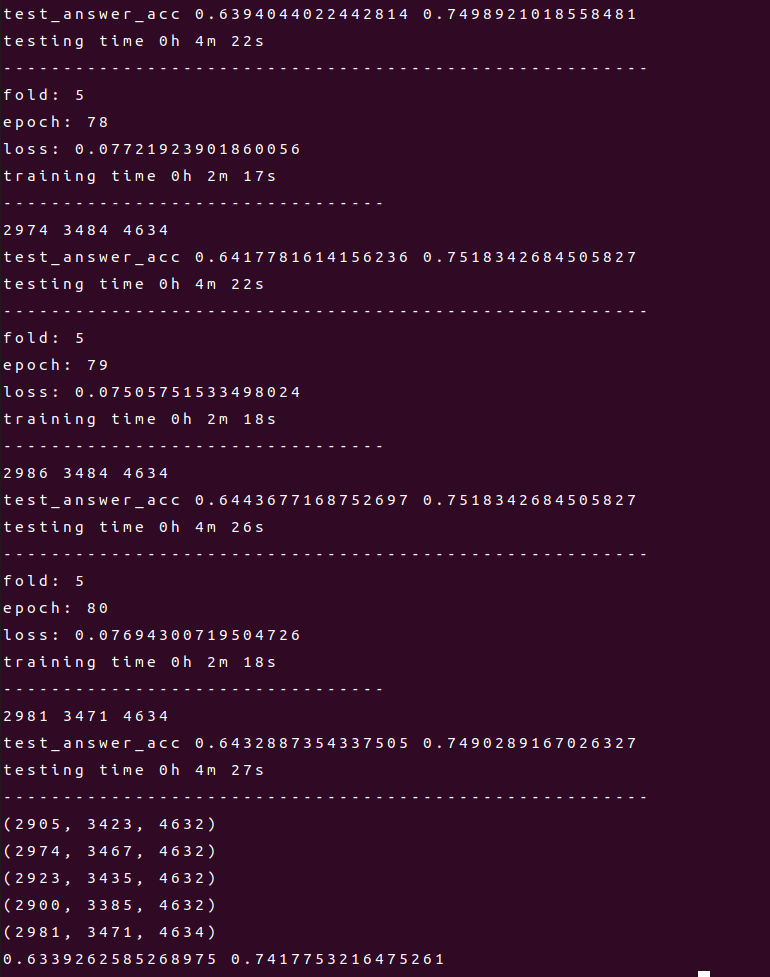 test_answer_acc 0.6394044022442814 0.7498921018558481
testing time 0h 4m 22s
------------------------------------------------------
fold: 5
epoch: 78
loss: 0.07721923901860056
training time 0h 2m 17s
--------------------------------
2974 3484 4634
test_answer_acc 0.6417781614156236 0.7518342684505827
testing time 0h 4m 22s
------------------------------------------------------
fold: 5
epoch: 79
loss: 0.07505751533498024
training time 0h 2m 18s
--------------------------------
2986 3484 4634
test_answer_acc 0.6443677168752697 0.7518342684505827
testing time 0h 4m 26s
------------------------------------------------------
fold: 5
epoch: 80
loss: 0.07694300719504726
training time 0h 2m 18s
--------------------------------
2981 3471 4634
test_answer_acc 0.6432887354337505 0.7490289167026327
testing time 0h 4m 27s
------------------------------------------------------
(2905, 3423, 4632)
(2974, 3467, 4632)
(2923, 3435, 4632)
(2900, 3385, 4632)
(2981, 3471, 4634)
0.6339262585268975 0.7417753216475261